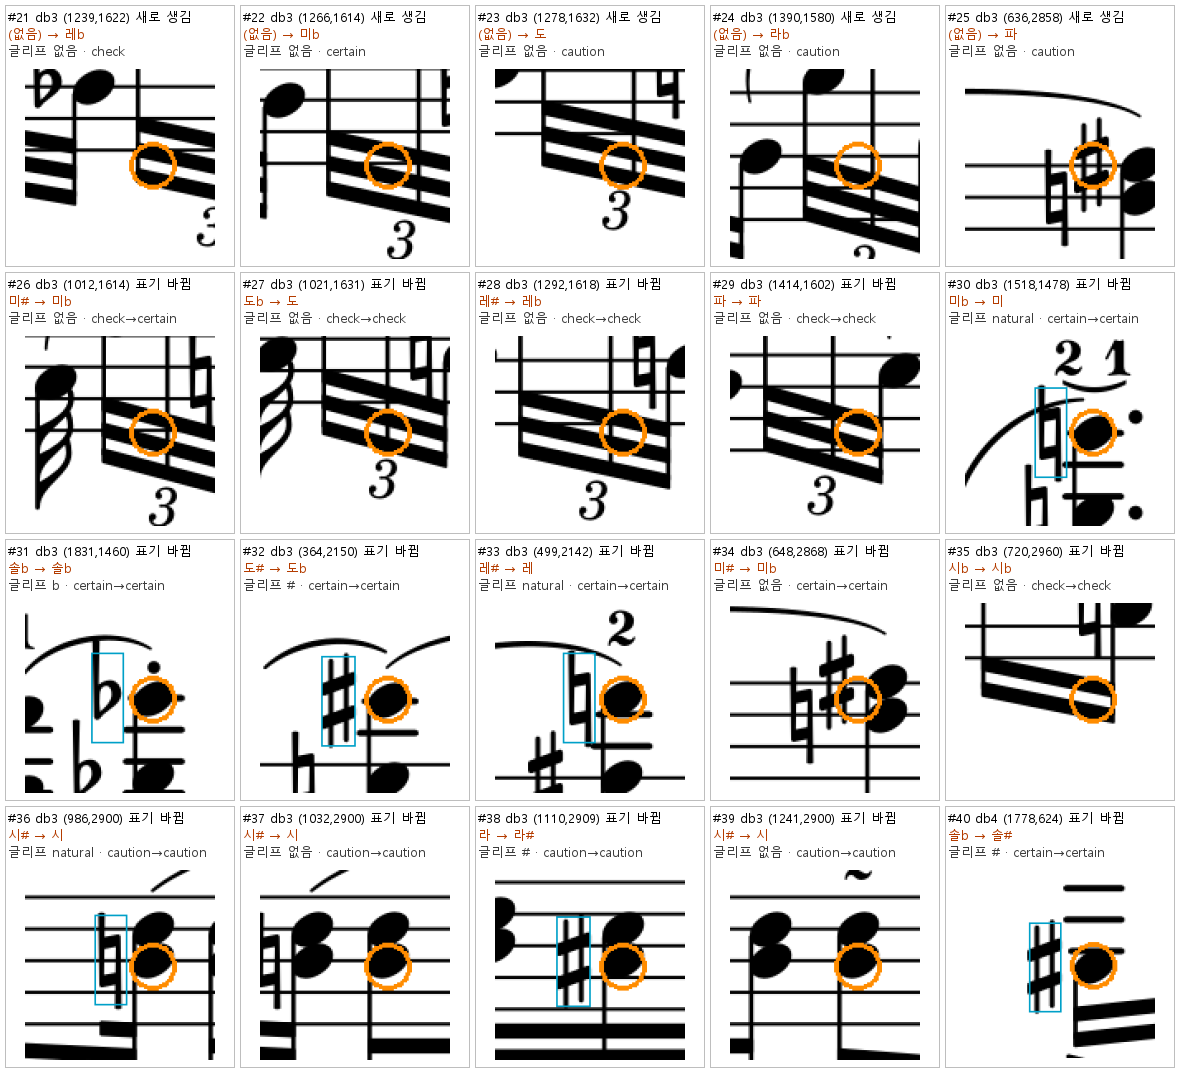 #21 db3 (1239,1622) 새로 생김
(없음) → 레b
글리프 없음 · check
3
#22 db3 (1266,1614) 새로 생김
(없음) → 미b
글리프 없음 · certain
3
#23 db3 (1278,1632) 새로 생김
(없음) → 도
글리프 없음 · caution
3
#24 db3 (1390,1580) 새로 생김
(없음) → 라b
글리프 없음 · caution
3
#25 db3 (636,2858) 새로 생김
(없음) → 파
글리프 없음 · caution
#26 db3 (1012,1614) 표기 바뀜
미# → 미b
글리프 없음 · check→certain
3
#27 db3 (1021,1631) 표기 바뀜
도b → 도
글리프 없음 · check→check
3
#28 db3 (1292,1618) 표기 바뀜
레# → 레b
글리프 없음 · check→check
3
#29 db3 (1414,1602) 표기 바뀜
파 → 파
글리프 없음 · check→check
3
#30 db3 (1518,1478) 표기 바뀜
미b → 미
글리프 natural · certain→certain
2 1
#31 db3 (1831,1460) 표기 바뀜
솔b → 솔b
글리프 b · certain→certain
#32 db3 (364,2150) 표기 바뀜
도# → 도b
글리프 # · certain→certain
#33 db3 (499,2142) 표기 바뀜
레# → 레
글리프 natural · certain→certain
2
#34 db3 (648,2868) 표기 바뀜
미# → 미b
글리프 없음 · certain→certain
#35 db3 (720,2960) 표기 바뀜
시b → 시b
글리프 없음 · check→check
#36 db3 (986,2900) 표기 바뀜
시# → 시
글리프 natural · caution→caution
#37 db3 (1032,2900) 표기 바뀜
시# → 시
글리프 없음 · caution→caution
#38 db3 (1110,2909) 표기 바뀜
라 → 라#
글리프 # · caution→caution
#39 db3 (1241,2900) 표기 바뀜
시# → 시
글리프 없음 · caution→caution
#40 db4 (1778,624) 표기 바뀜
솔b → 솔#
글리프 # · certain→certain